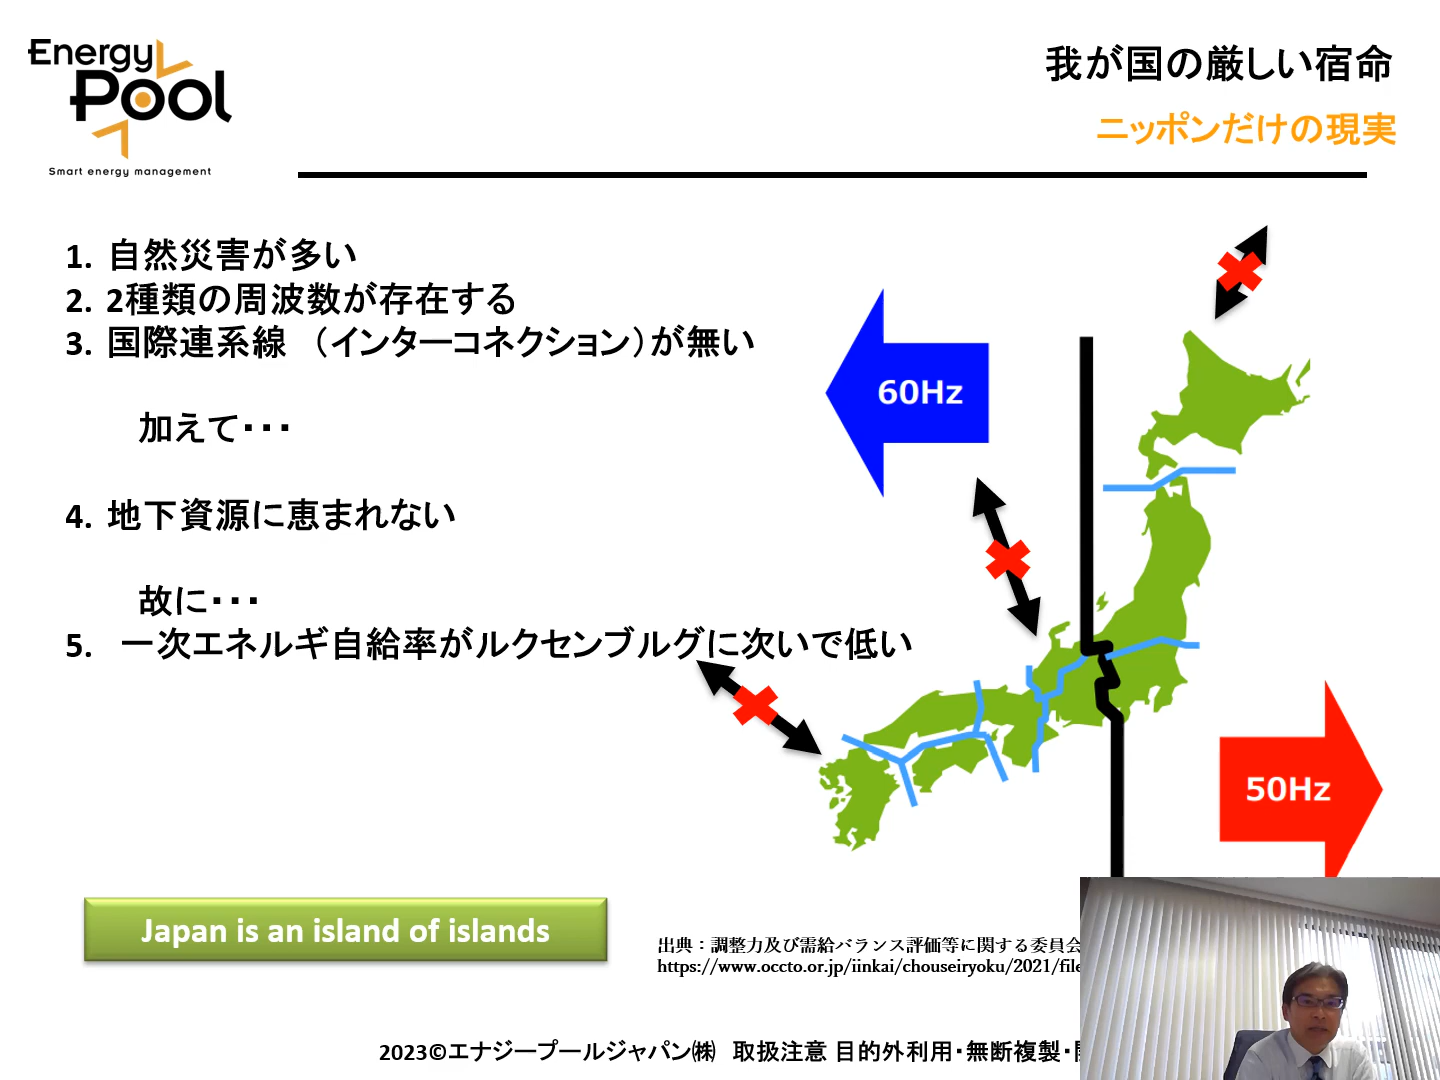 Energy
Pool
Smart energy management
我が国の厳しい宿命
ニッポンだけの現実
1. 自然災害が多い
2. 2種類の周波数が存在する
3. 国際連系線 （インターコネクション）が無い
加えて・・・
4. 地下資源に恵まれない
故に・・・
5. 一次エネルギ自給率がルクセンブルグに次いで低い
60Hz
50Hz
Japan is an island of islands
出典：調整力及び需給バランス評価等に関する委員会
https://www.occto.or.jp/iinkai/chouseiryoku/2021/file
2023©エナジープールジャパン㈱ 取扱注意 目的外利用・無断複製・